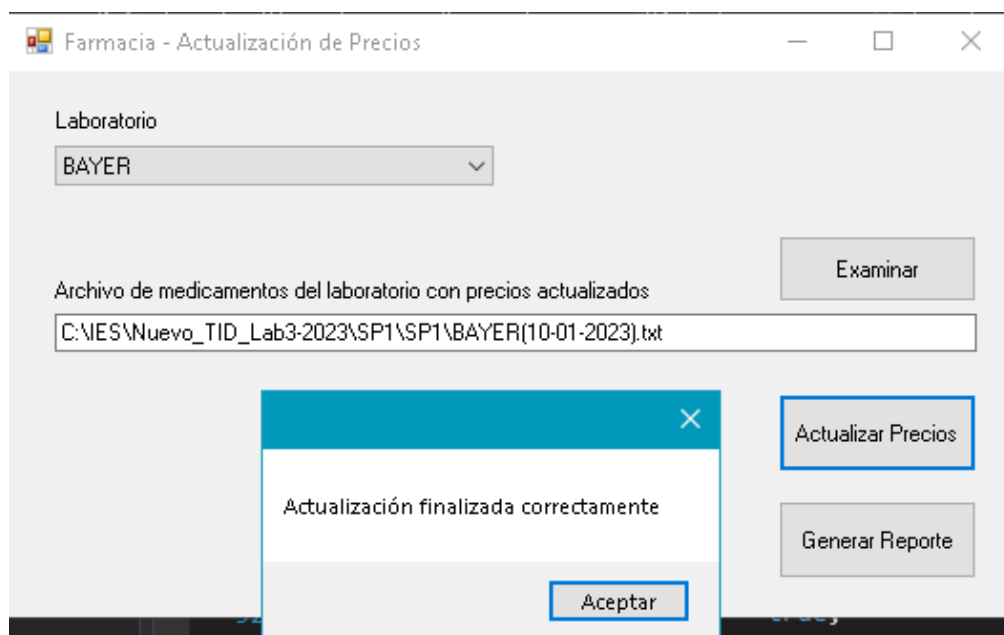 Farmacia - Actualización de Precios
Laboratorio
BAYER
Examinar
Archivo de medicamentos del laboratorio con precios actualizados
C:\IES\Nuevo_TID_Lab3-2023\SP1\SP1\BAYER(10-01-2023).txt
Actualizar Precios
Actualización finalizada correctamente
Generar Reporte
Aceptar